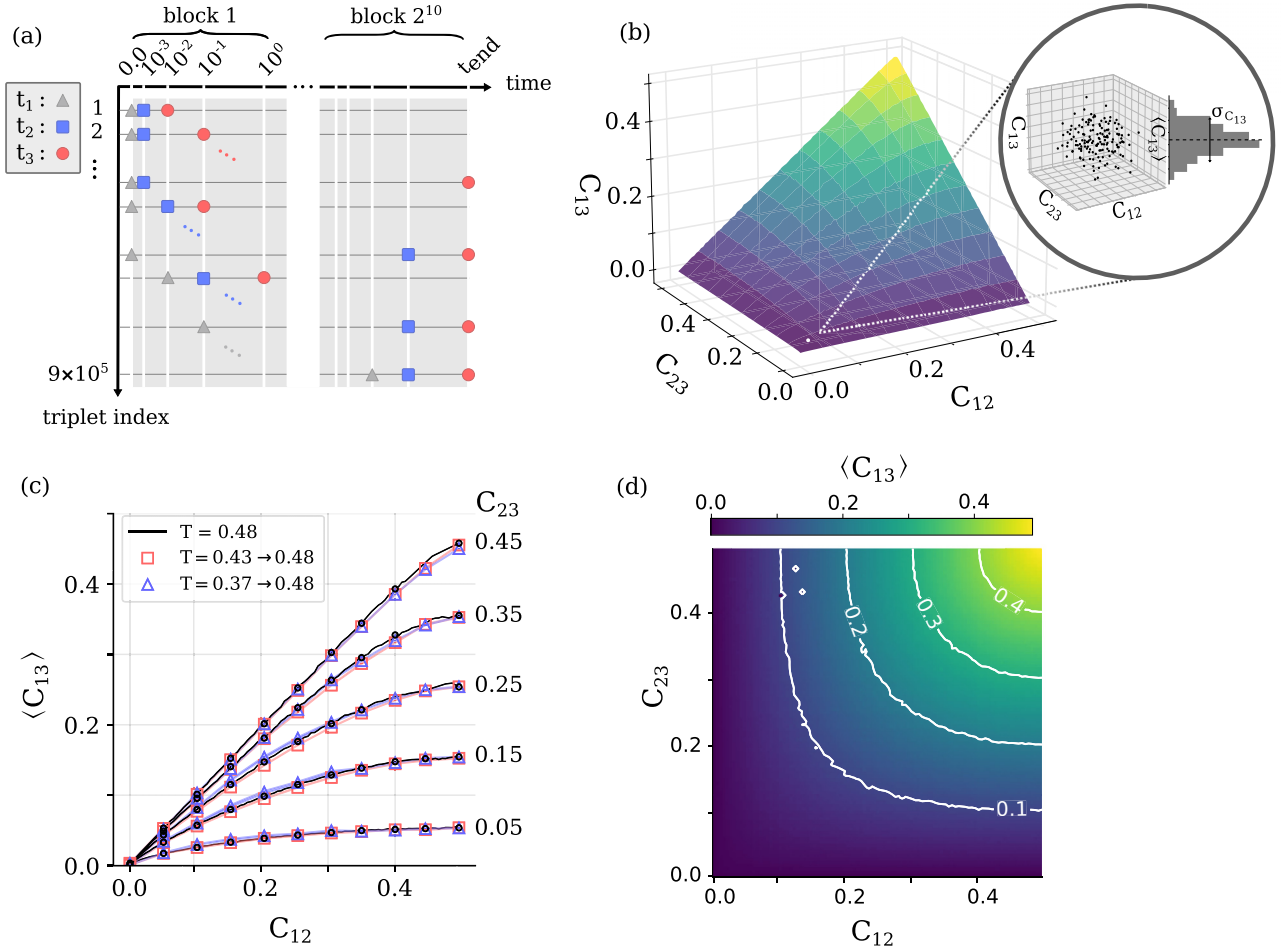 (a)
block 1
block 2¹⁰
0.0
10⁻³
10⁻²
10⁻¹
10⁰
...
tend
time
t₁ :
t₂ :
t₃ :
1
2
⋮
9×10⁵
triplet index
(b)
C₁₃
0.4
0.2
0.0
C₂₃
0.4
0.2
0.0
C₁₂
0.0
0.2
0.4
C₁₃
C₂₃
C₁₂
⟨C₁₃⟩
σC₁₃
(c)
⟨C₁₃⟩
0.4
0.2
0.0
0.0
0.2
0.4
C₁₂
T = 0.48
T = 0.43 → 0.48
T = 0.37 → 0.48
C₂₃
0.45
0.35
0.25
0.15
0.05
(d)
⟨C₁₃⟩
0.0
0.2
0.4
C₂₃
0.4
0.2
0.0
0.0
0.2
0.4
C₁₂
0.4
0.3
0.2
0.1